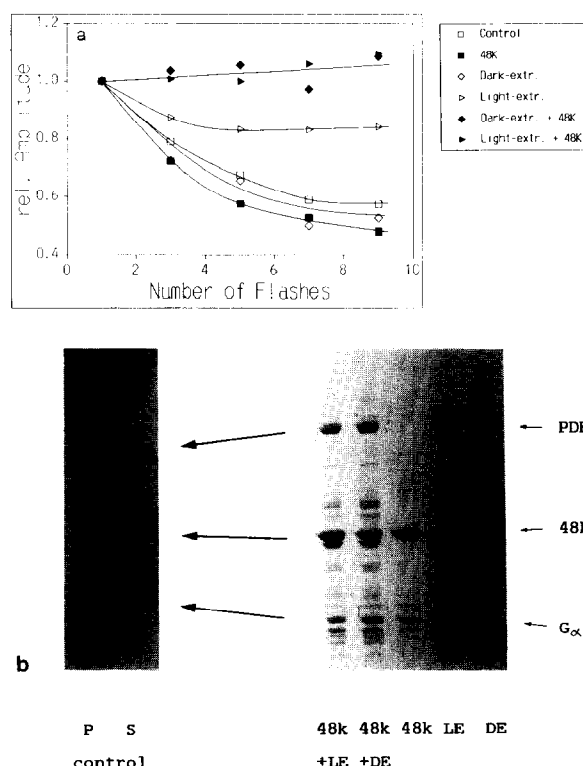 a
Control
48K
Dark-extr.
Light-extr.
Dark-extr. + 48K
Light-extr. + 48K
rel. amplitude
1.2
1.0
0.8
0.6
0.4
0 2 4 6 8 10
Number of Flashes
PDE
48K
Gα
b
P S
control
48k 48k 48k LE DE
+LE +DE